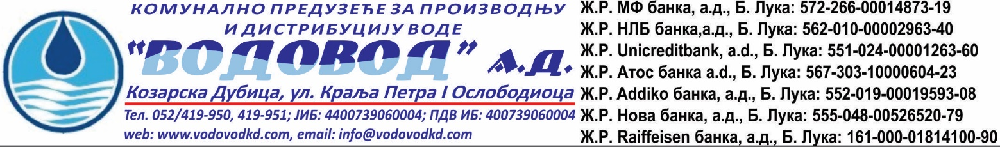 КОМУНАЛНО ПРЕДУЗЕЋЕ ЗА ПРОИЗВОДЊУ
И ДИСТРИБУЦИЈУ ВОДЕ
"ВОДОВОД" А.Д.
Козарска Дубица, ул. Краља Петра I Ослободиоца
Тел. 052/419-950, 419-951; ЈИБ: 4400739060004; ПДВ ИБ: 400739060004
web: www.vodovodkd.com, email: info@vodovodkd.com
Ж.Р. МФ банка, а.д., Б. Лука: 572-266-00014873-19
Ж.Р. НЛБ банка,а.д., Б. Лука: 562-010-00002963-40
Ж.Р. Unicreditbank, a.d., Б. Лука: 551-024-00001263-60
Ж.Р. Атос банка a.d., Б. Лука: 567-303-10000604-23
Ж.Р. Addiko банка, а.д., Б. Лука: 552-019-00019593-08
Ж.Р. Нова банка, а.д., Б. Лука: 555-048-00526520-79
Ж.Р. Raiffeisen банка, а.д., Б. Лука: 161-000-01814100-90